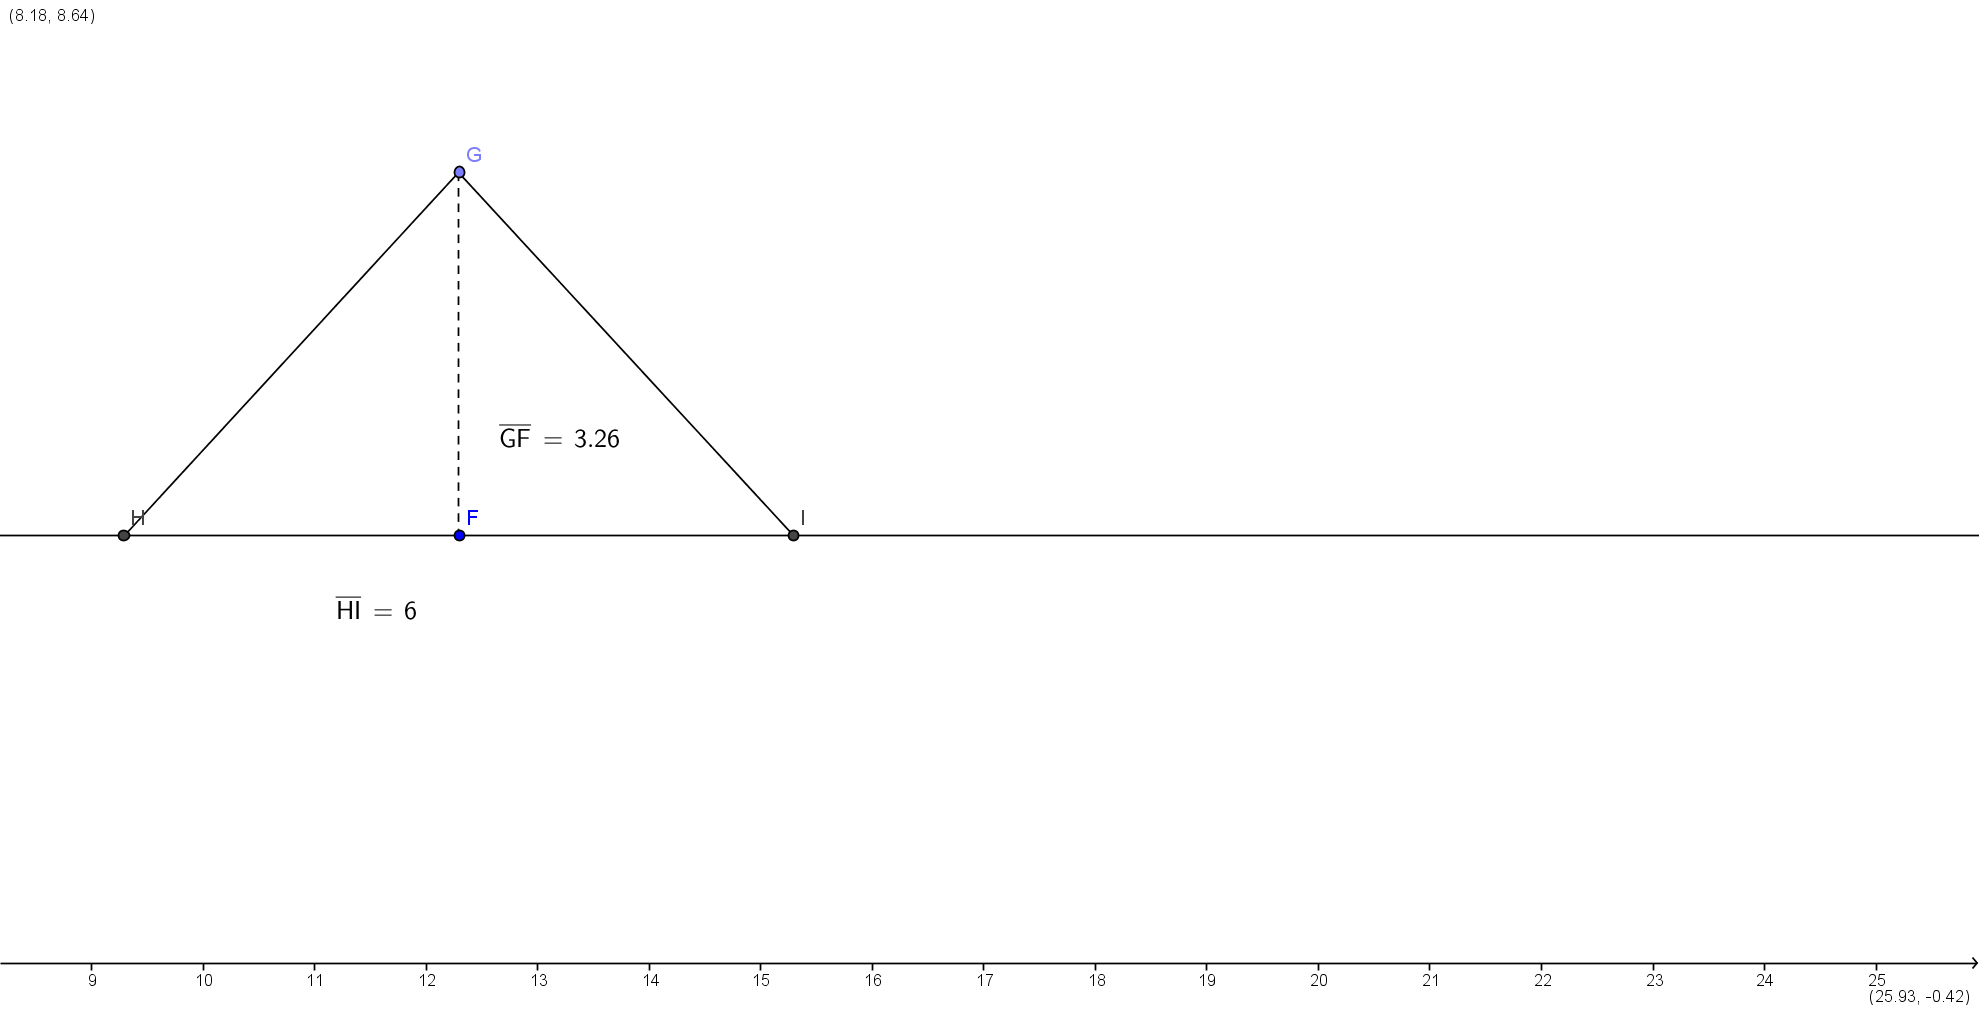 (8.18, 8.64)
G
GF = 3.26
H F I
HI = 6
9 10 11 12 13 14 15 16 17 18 19 20 21 22 23 24 25
(25.93, -0.42)